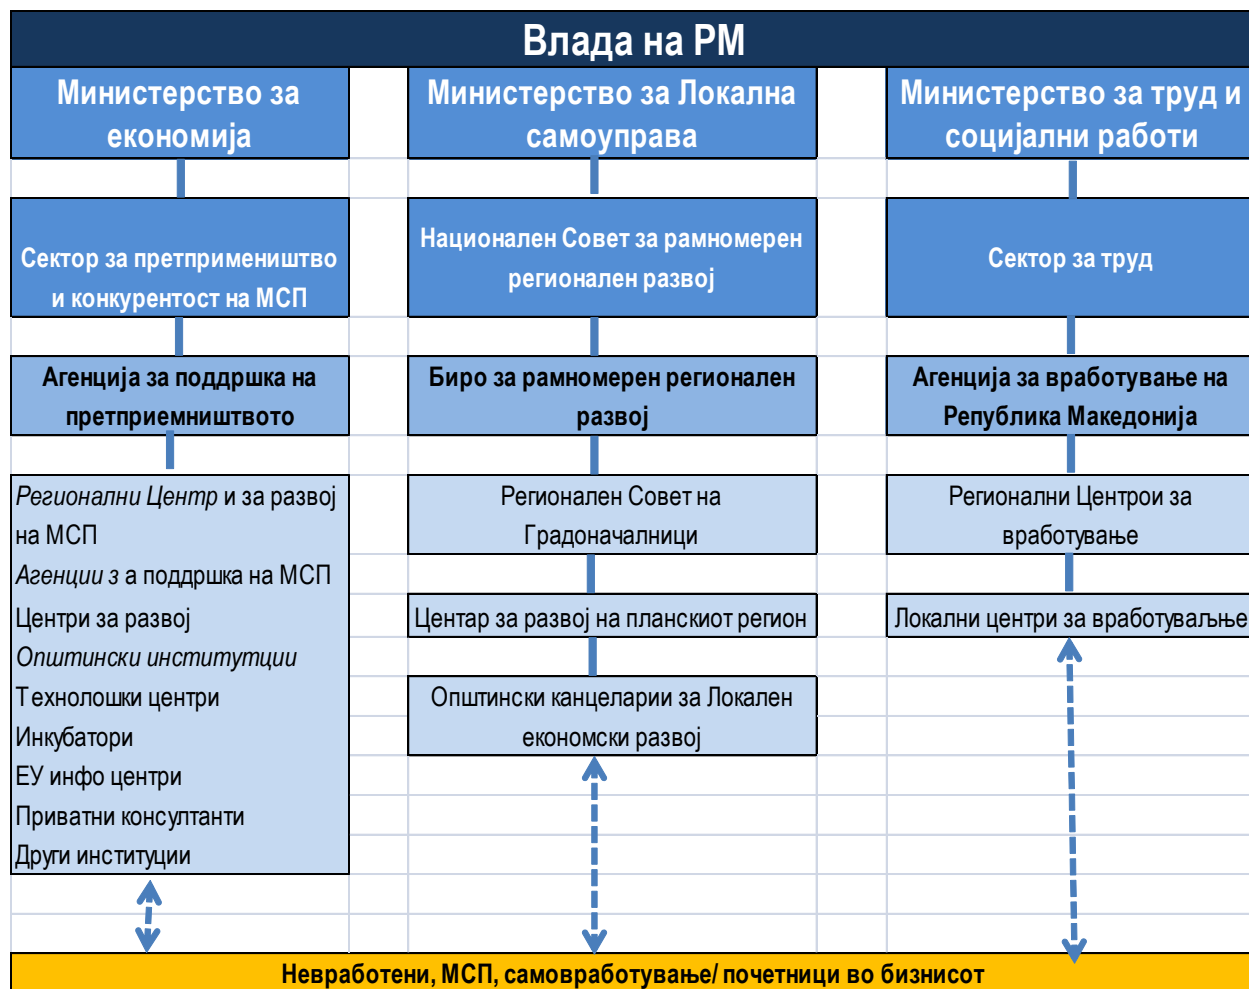 Влада на РМ
Министерство за
економија
Министерство за Локална
самоуправа
Министерство за труд и
социјални работи
Сектор за претпримеништво
и конкурентост на МСП
Национален Совет за рамномерен
регионален развој
Сектор за труд
Агенција за поддршка на
претприемништвото
Биро за рамномерен регионален
развој
Агенција за вработување на
Република Македонија
Регионални Центр и за развој
на МСП
Агенции з а поддршка на МСП
Центри за развој
Општински институтции
Технолошки центри
Инкубатори
ЕУ инфо центри
Приватни консултанти
Други институции
Регионален Совет на
Градоначалници
Центар за развој на планскиот регион
Општински канцеларии за Локален
економски развој
Регионални Центрои за
вработување
Локални центри за вработуваљње
Невработени, МСП, самовработување/ почетници во бизнисот